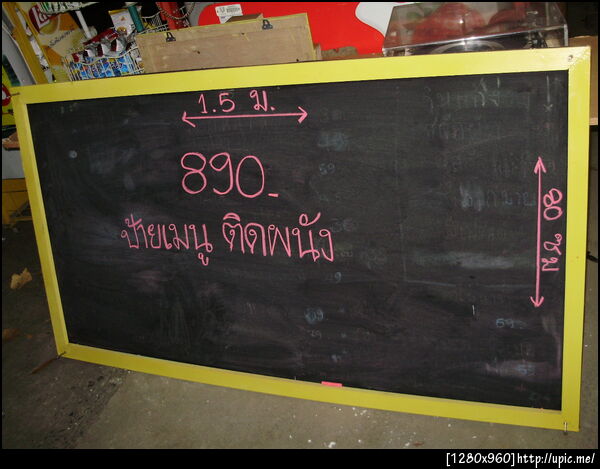 1.5 ม.
890.-
ป้ายเมนู ติดผนัง
80 ซม
[1280x960]http://upic.me/